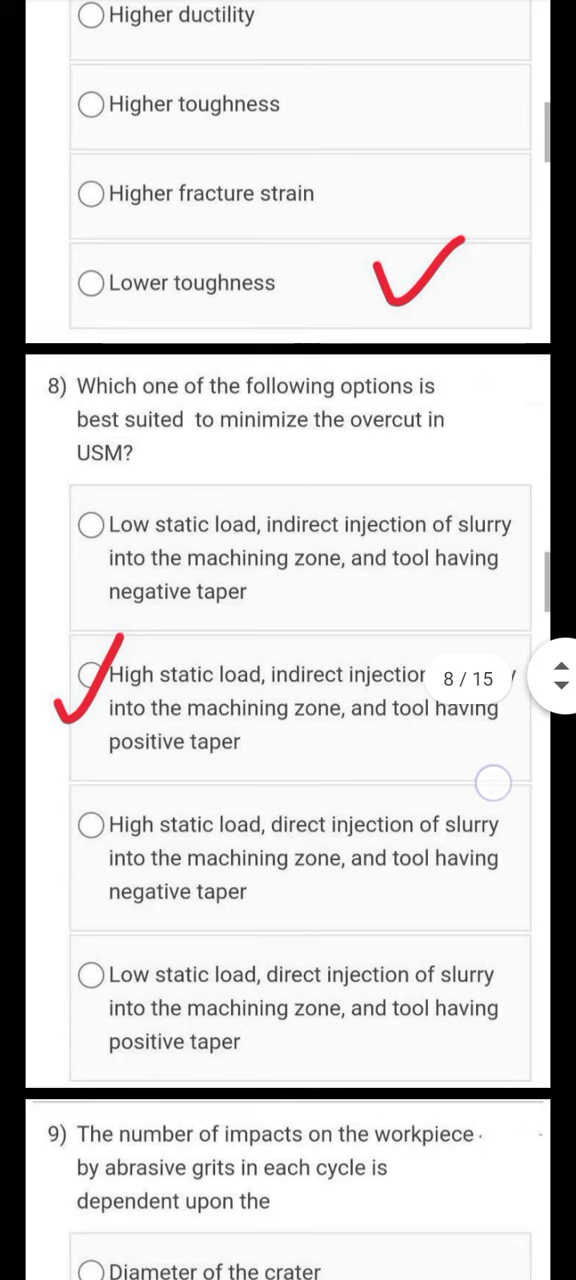 Higher ductility
Higher toughness
Higher fracture strain
Lower toughness
8) Which one of the following options is
best suited to minimize the overcut in
USM?
Low static load, indirect injection of slurry
into the machining zone, and tool having
negative taper
High static load, indirect injection
8 / 15
into the machining zone, and tool having
positive taper
High static load, direct injection of slurry
into the machining zone, and tool having
negative taper
Low static load, direct injection of slurry
into the machining zone, and tool having
positive taper
9) The number of impacts on the workpiece
by abrasive grits in each cycle is
dependent upon the
Diameter of the crater